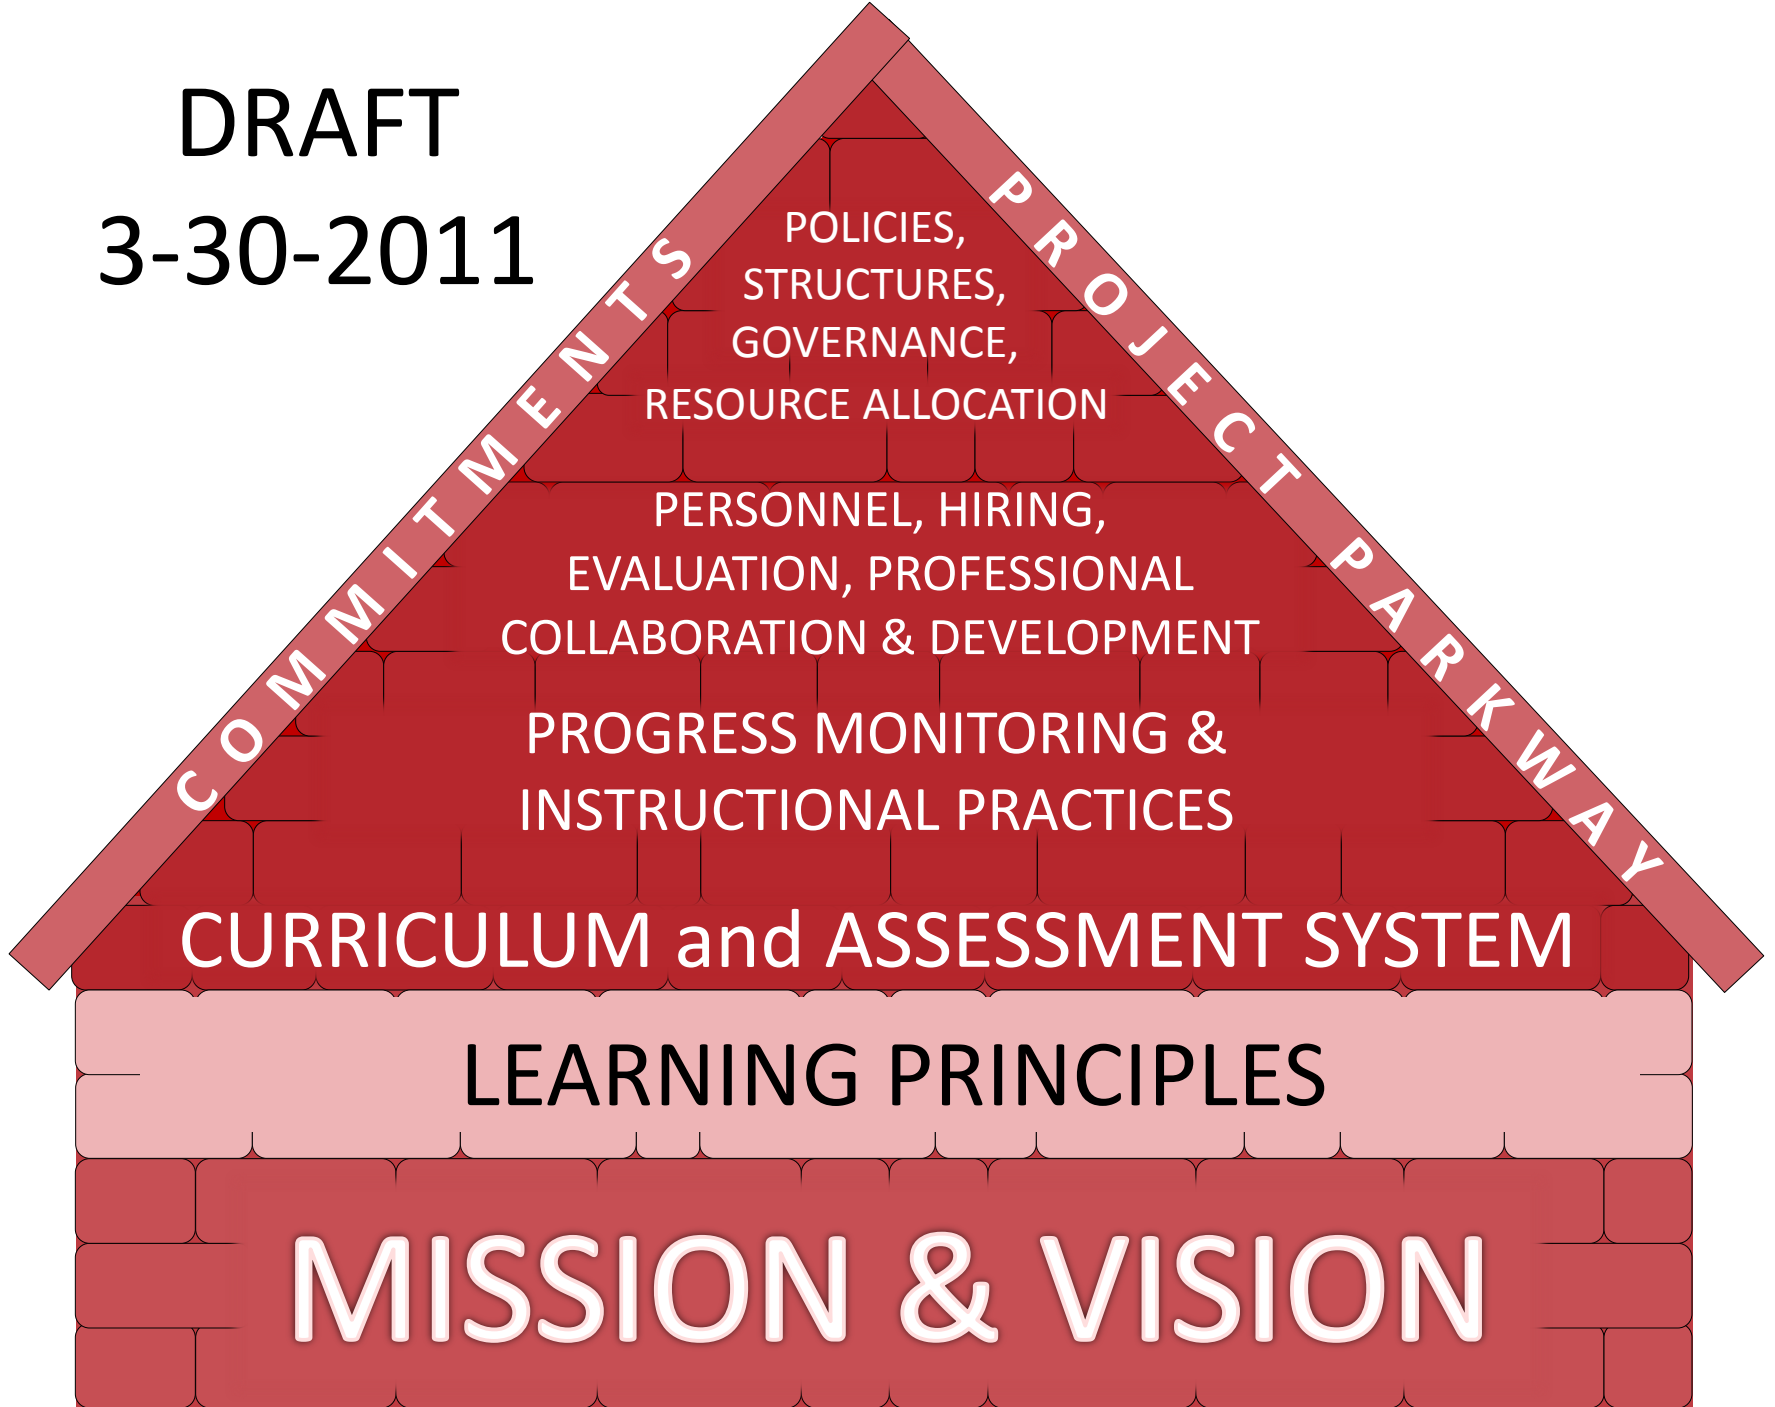 DRAFT
3-30-2011
COMMITMENTS
PROJECT PARKWAY
POLICIES,
STRUCTURES,
GOVERNANCE,
RESOURCE ALLOCATION
PERSONNEL, HIRING,
EVALUATION, PROFESSIONAL
COLLABORATION & DEVELOPMENT
PROGRESS MONITORING &
INSTRUCTIONAL PRACTICES
CURRICULUM and ASSESSMENT SYSTEM
LEARNING PRINCIPLES
MISSION & VISION